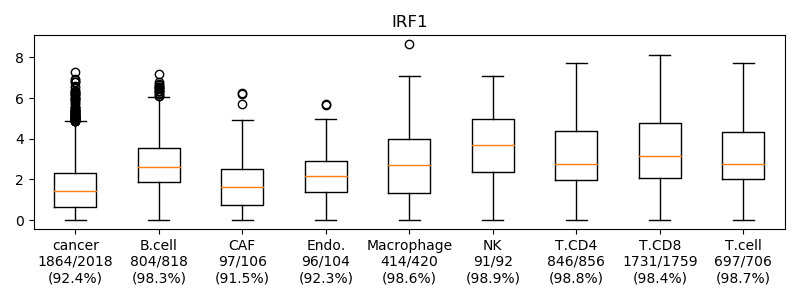 IRF1
8
6
4
2
0
cancer B.cell CAF Endo. Macrophage NK T.CD4 T.CD8 T.cell
1864/2018 804/818 97/106 96/104 414/420 91/92 846/856 1731/1759 697/706
(92.4%) (98.3%) (91.5%) (92.3%) (98.6%) (98.9%) (98.8%) (98.4%) (98.7%)